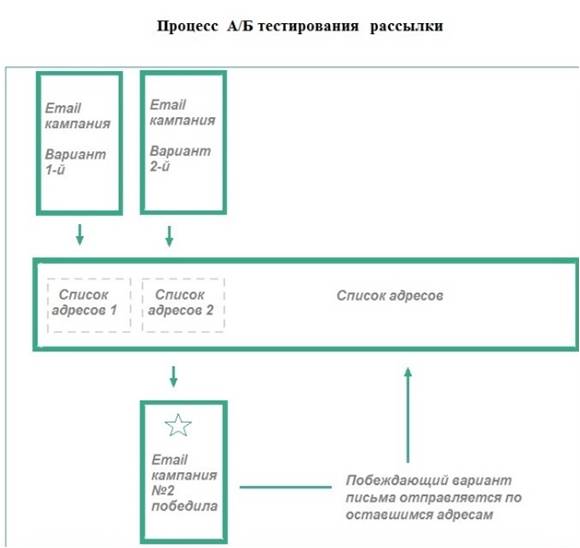 Процесс А/Б тестирования рассылки
Email
кампания
Вариант
1-й
Email
кампания
Вариант
2-й
Список
адресов 1
Список
адресов 2
Список адресов
Email
кампания
№2
победила
Побеждающий вариант
письма отправляется по
оставшимся адресам